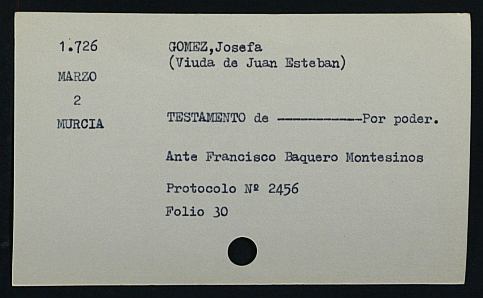 1.726
GOMEZ,Josefa
(Viuda de Juan Esteban)
MARZO
2
MURCIA
TESTAMENTO de ------------Por poder.
Ante Francisco Baquero Montesinos
Protocolo Nº 2456
Folio 30